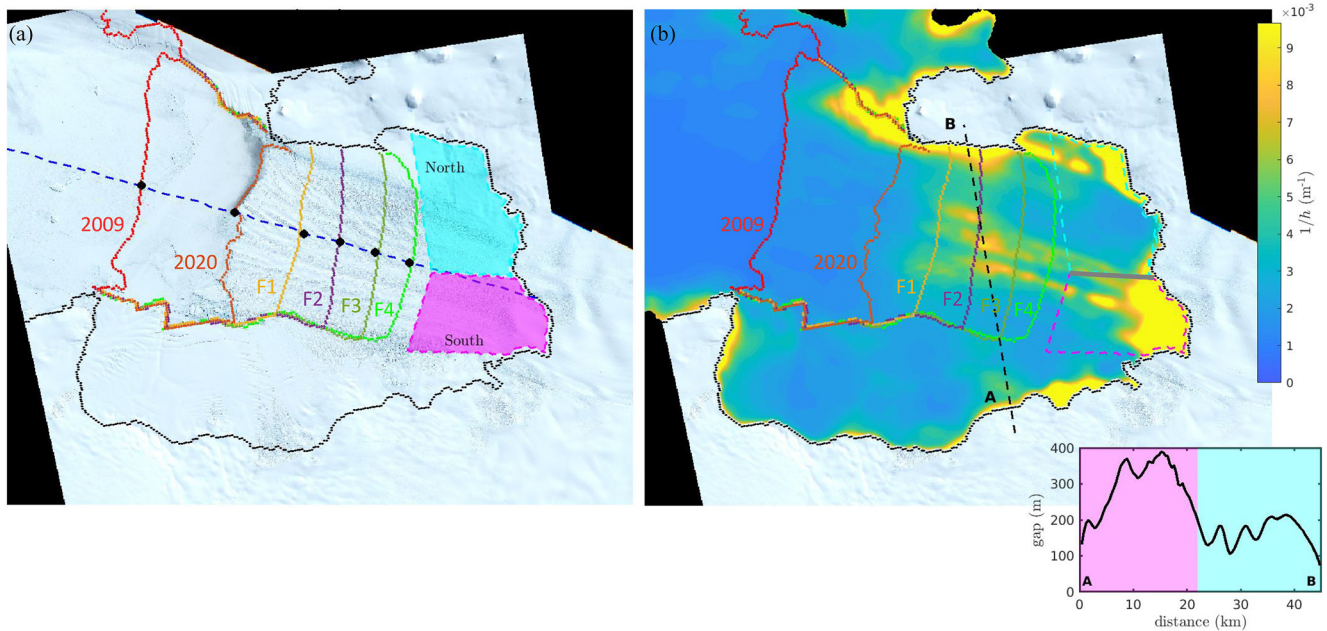 (a)
North
2009
2020
F1
F2
F3
F4
South
(b)
B
2009
2020
F1
F2
F3
F4
A
×10⁻³
9
8
7
6
5
4
3
2
1
0
1/h (m⁻¹)
400
300
200
100
0
gap (m)
A
B
0
10
20
30
40
distance (km)